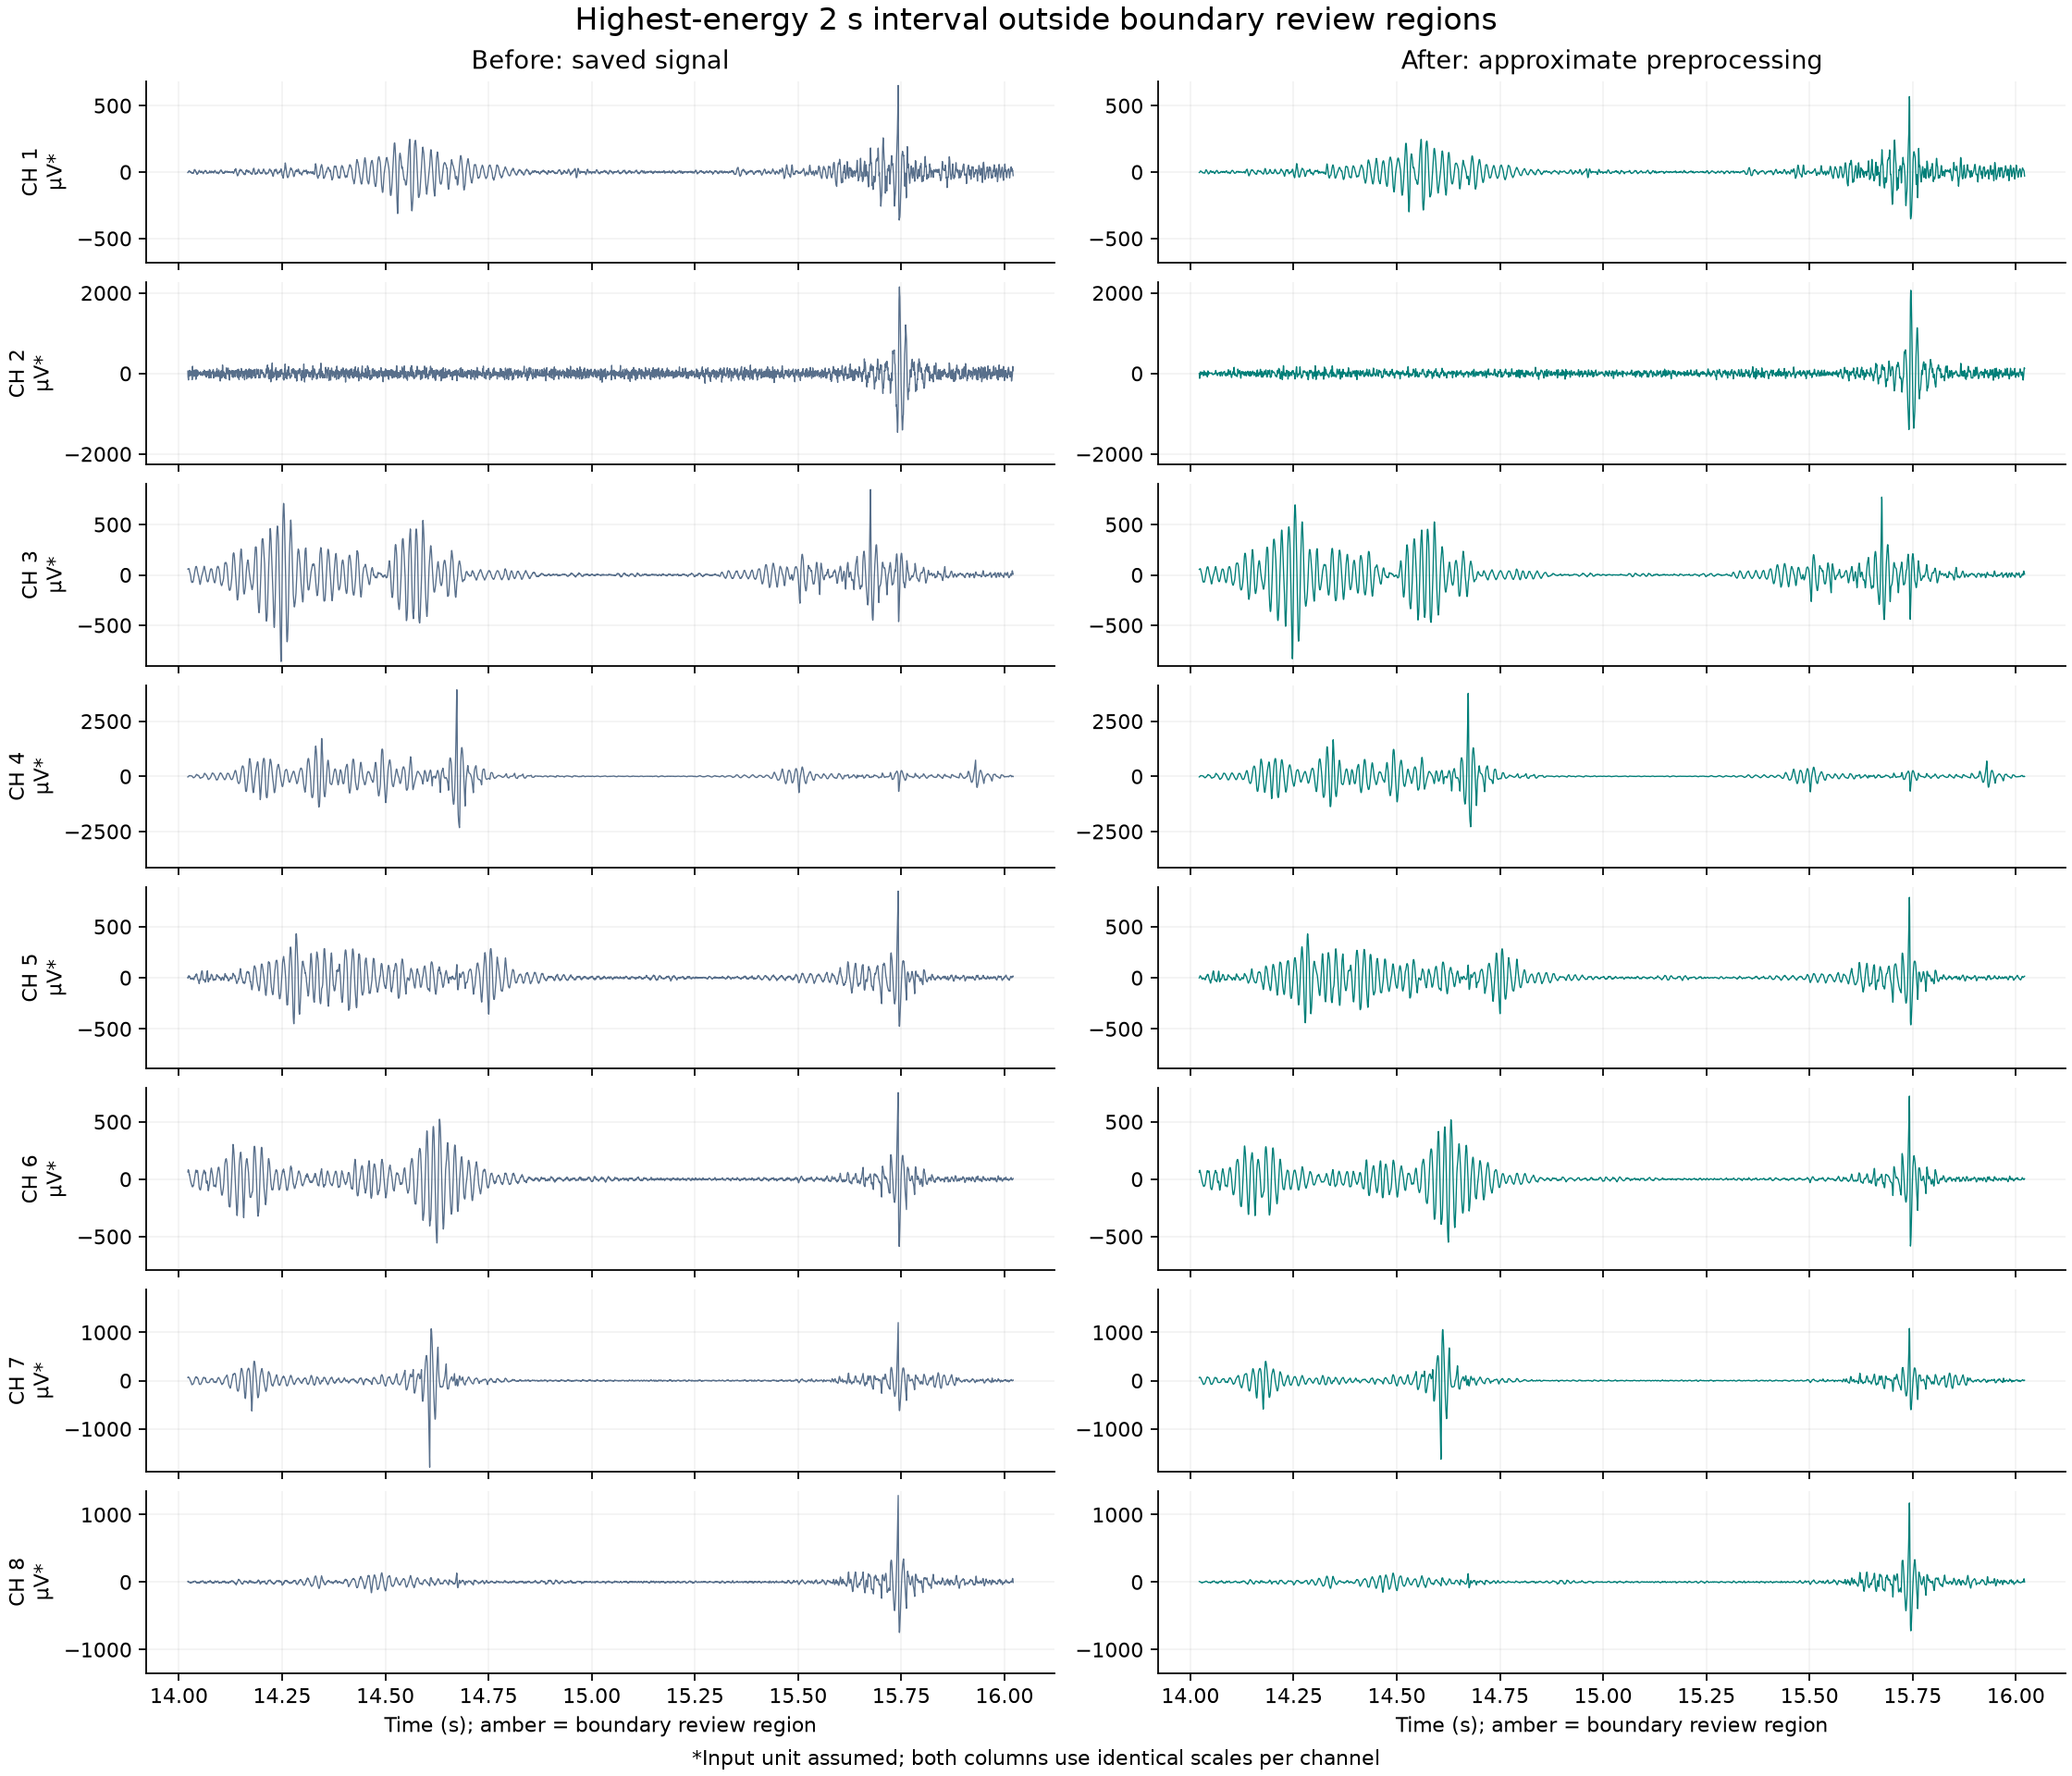 Highest-energy 2 s interval outside boundary review regions
Before: saved signal
After: approximate preprocessing
CH 1
µV*
500
0
−500
500
0
−500
CH 2
µV*
2000
0
−2000
2000
0
−2000
CH 3
µV*
500
0
−500
500
0
−500
CH 4
µV*
2500
0
−2500
2500
0
−2500
CH 5
µV*
500
0
−500
500
0
−500
CH 6
µV*
500
0
−500
500
0
−500
CH 7
µV*
1000
0
−1000
1000
0
−1000
CH 8
µV*
1000
0
−1000
1000
0
−1000
14.00 14.25 14.50 14.75 15.00 15.25 15.50 15.75 16.00
14.00 14.25 14.50 14.75 15.00 15.25 15.50 15.75 16.00
Time (s); amber = boundary review region
Time (s); amber = boundary review region
*Input unit assumed; both columns use identical scales per channel